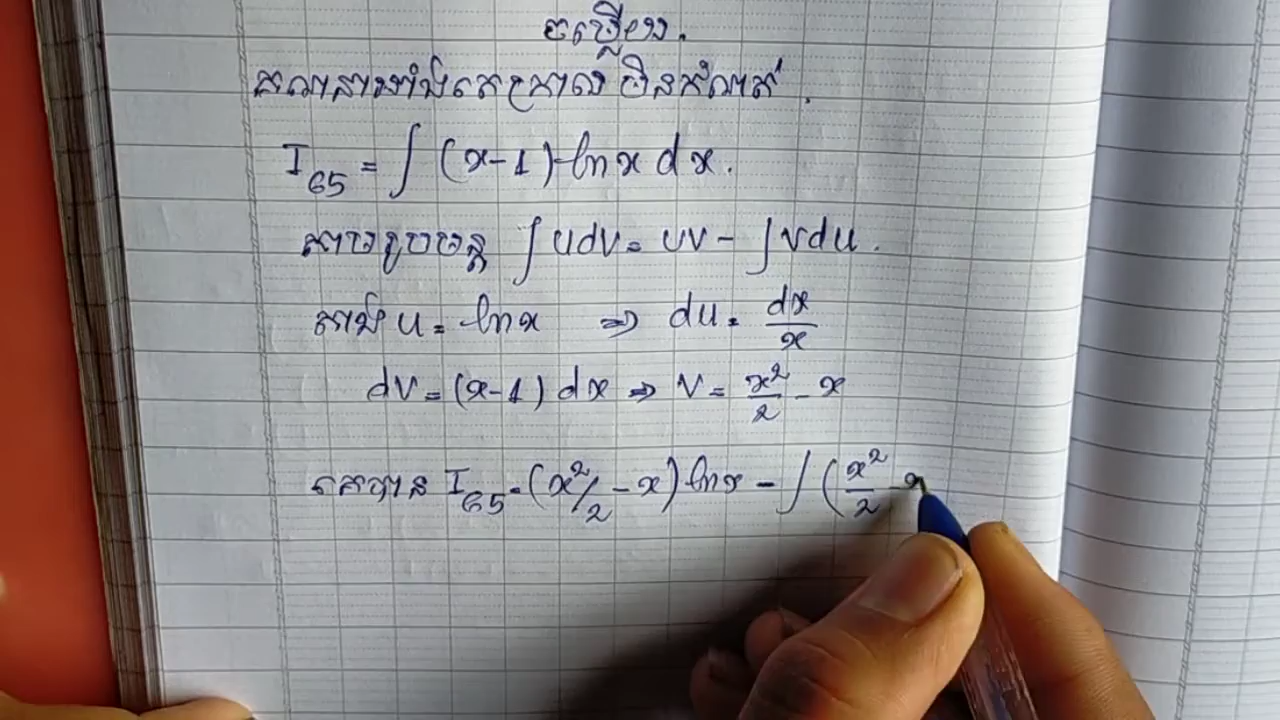 ចម្លើយ.
គណនាអាំងតេក្រាលមិនកំណត់ .
I₆₅ = ∫ (x-1) ln x dx.
តាមរូបមន្ត ∫ u dv = uv - ∫ v du .
តាង u = ln x ⇒ du = dx/x
dv = (x-1) dx ⇒ v = x²/2 - x
គេបាន I₆₅ = (x²/2 - x) ln x - ∫ (x²/2 - x